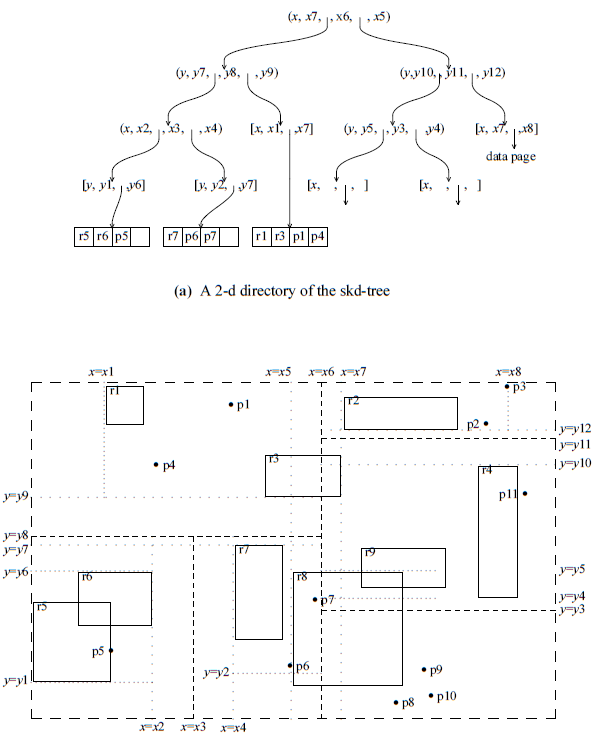 (x, x7, , x6, , x5)
(y, y7, , y8, , y9) (y,y10, , y11, , y12)
(x, x2, , x3, , x4) [x, x1, , x7] (y, y5, , y3, , y4) [x, x7, , x8]
data page
[y, y1, , y6] [y, y2, , y7] [x, , , ] [x, , , ]
r5 r6 p5 r7 p6 p7 r1 r3 p1 p4
(a) A 2-d directory of the skd-tree
x=x1 x=x5 x=x6 x=x7 x=x8
r1 p3
r2
p1
p2 y=y12
y=y11
r3
p4 r4 y=y10
y=y9 p11
y=y8
y=y7 r7 r9
y=y6 r6 r8 y=y5
r5 p7 y=y4
y=y3
p5
p6 p9
y=y1 y=y2
p10
p8
x=x2 x=x3 x=x4